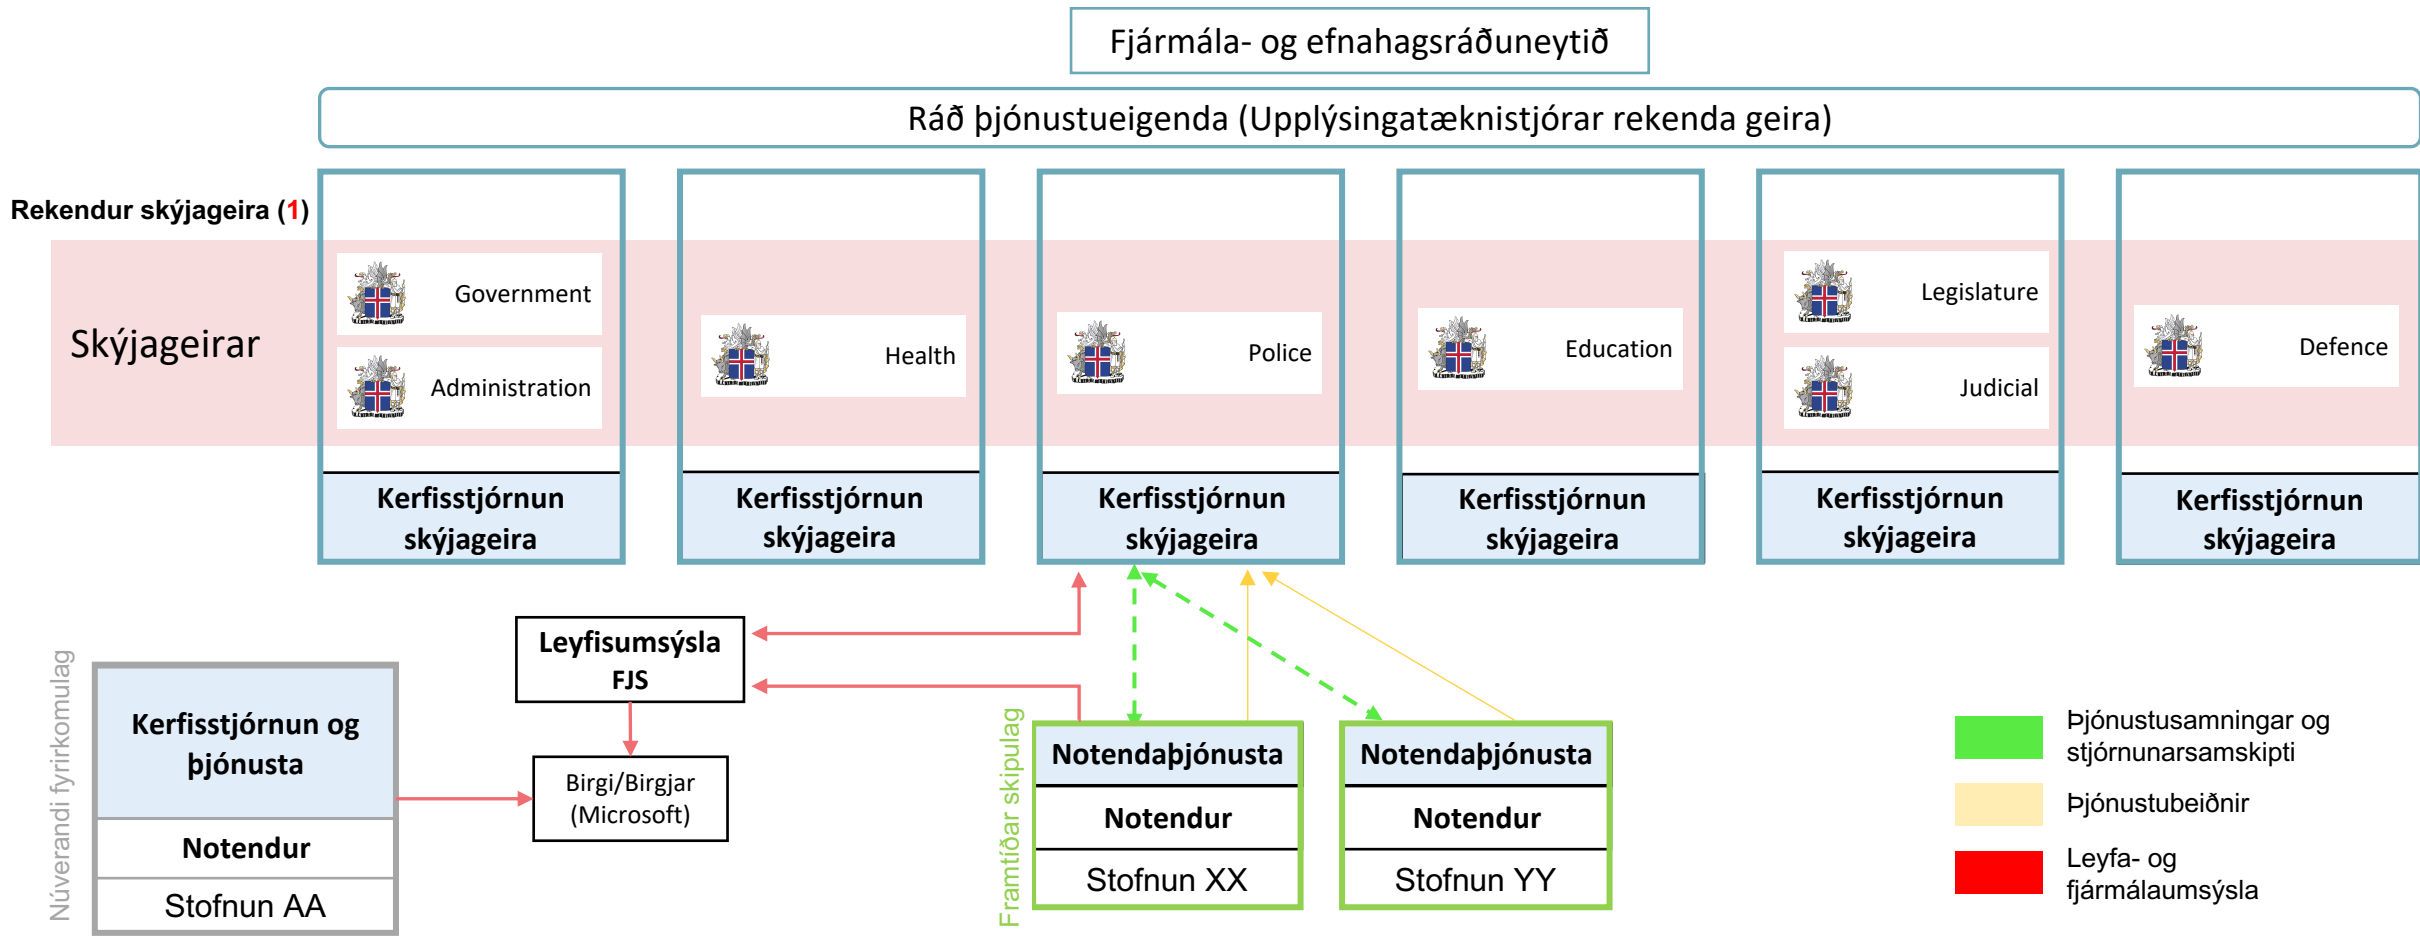 Fjármála- og efnahagsráðuneytið
Ráð þjónustueigenda (Upplýsingatæknistjórar rekenda geira)
Rekendur skýjageira (1)
Skýjageirar
Government
Administration
Health
Police
Education
Legislature
Judicial
Defence
Kerfisstjórnun
skýjageira
Kerfisstjórnun
skýjageira
Kerfisstjórnun
skýjageira
Kerfisstjórnun
skýjageira
Kerfisstjórnun
skýjageira
Kerfisstjórnun
skýjageira
Núverandi fyrirkomulag
Kerfisstjórnun og
þjónusta
Notendur
Stofnun AA
Leyfisumsýsla
FJS
Birgi/Birgjar
(Microsoft)
Framtíðar skipulag
Notendaþjónusta
Notendur
Stofnun XX
Notendaþjónusta
Notendur
Stofnun YY
Þjónustusamningar og
stjórnunarsamskipti
Þjónustubeiðnir
Leyfa- og
fjármálaumsýsla